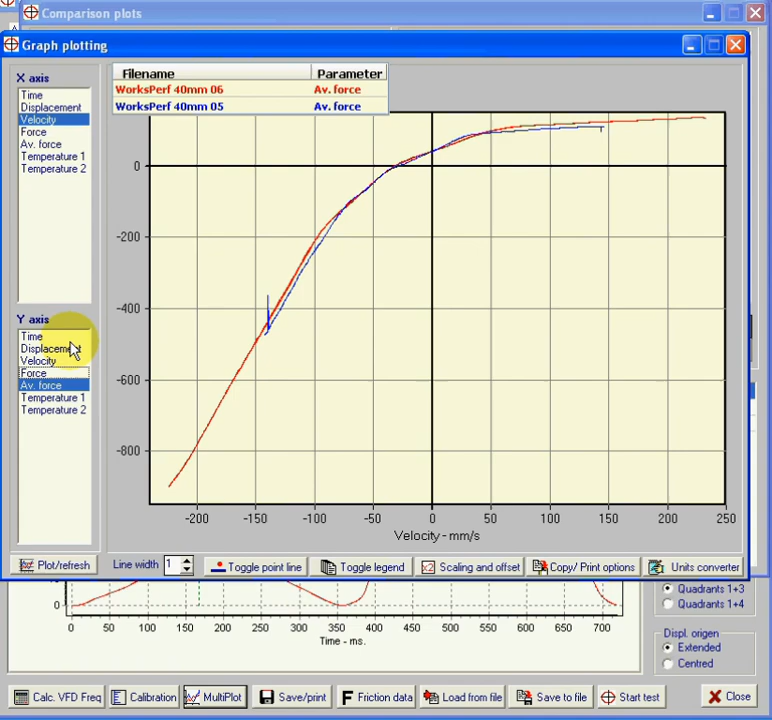 Comparison plots
Graph plotting
X axis
Time
Displacement
Velocity
Force
Av. force
Temperature 1
Temperature 2
Y axis
Time
Displacement
Velocity
Force
Av. force
Temperature 1
Temperature 2
Filename Parameter
WorksPerf 40mm 06 Av. force
WorksPerf 40mm 05 Av. force
0
-200
-400
-600
-800
-200 -150 -100 -50 0 50 100 150 200 250
Velocity - mm/s
Plot/refresh
Line width 1
Toggle point line
Toggle legend
x2 Scaling and offset
Copy/ Print options
Units converter
0
0 50 100 150 200 250 300 350 400 450 500 550 600 650 700
Time - ms.
Quadrants 1+3
Quadrants 1+4
Displ. origen
Extended
Centred
Calc. VFD Freq
Calibration
MultiPlot
Save/print
F Friction data
Load from file
Save to file
Start test
Close